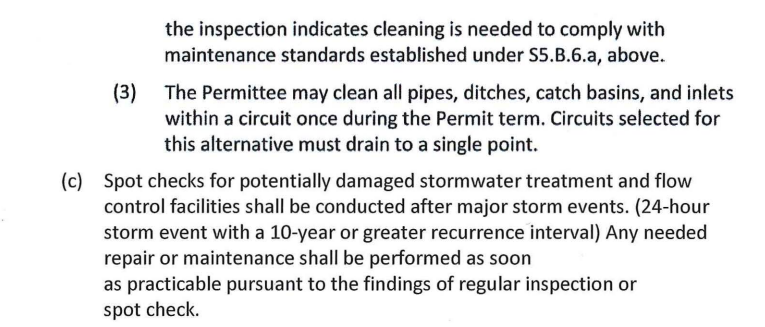 the inspection indicates cleaning is needed to comply with
maintenance standards established under S5.B.6.a, above.
(3) The Permittee may clean all pipes, ditches, catch basins, and inlets
within a circuit once during the Permit term. Circuits selected for
this alternative must drain to a single point.
(c) Spot checks for potentially damaged stormwater treatment and flow
control facilities shall be conducted after major storm events. (24-hour
storm event with a 10-year or greater recurrence interval) Any needed
repair or maintenance shall be performed as soon
as practicable pursuant to the findings of regular inspection or
spot check.